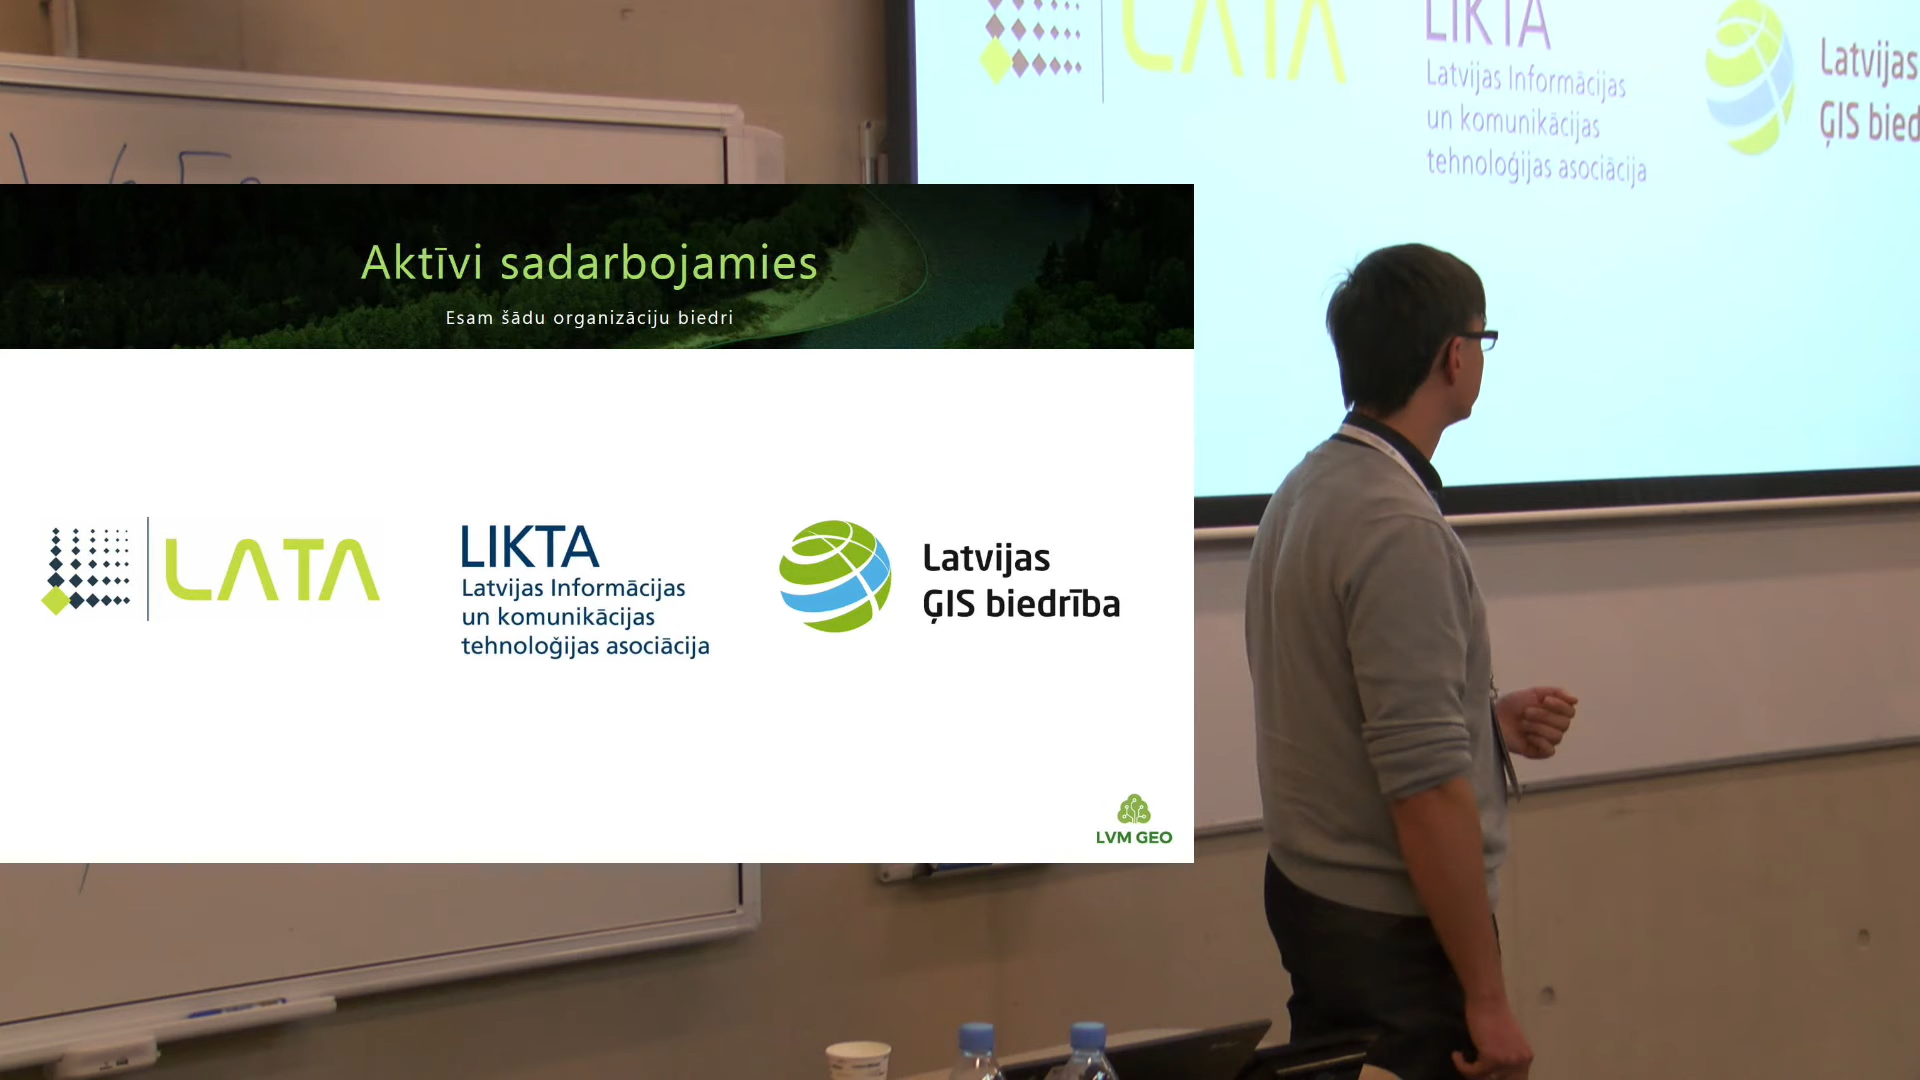 LATA
LIKTA
Latvijas Informācijas
un komunikācijas
tehnoloģijas asociācija
Latvijas
ĢIS
Aktīvi sadarbojamies
Esam šādu organizāciju biedri
LATA
LIKTA
Latvijas Informācijas
un komunikācijas
tehnoloģijas asociācija
Latvijas
ĢIS biedrība
LVM GEO